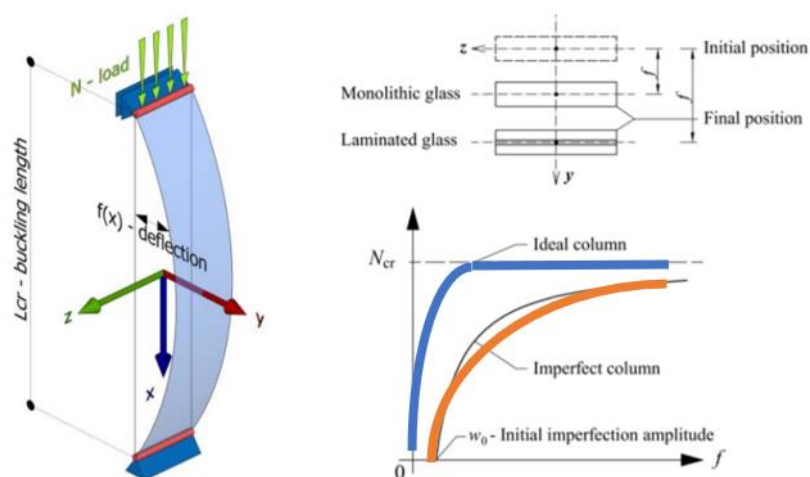 N - load
Lcr - buckling length
f(x) - deflection
z
y
x
z
Initial position
f
f
Monolithic glass
Final position
Laminated glass
y
Ncr
Ideal column
Imperfect column
w0 - Initial imperfection amplitude
0
f